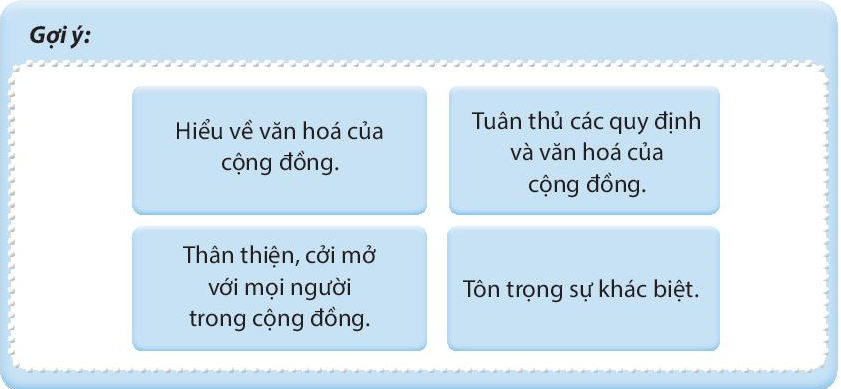 Gợi ý:
Hiểu về văn hoá của
cộng đồng.
Tuân thủ các quy định
và văn hoá của
cộng đồng.
Thân thiện, cởi mở
với mọi người
trong cộng đồng.
Tôn trọng sự khác biệt.